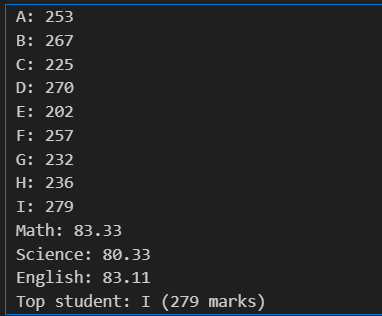 A: 253
B: 267
C: 225
D: 270
E: 202
F: 257
G: 232
H: 236
I: 279
Math: 83.33
Science: 80.33
English: 83.11
Top student: I (279 marks)